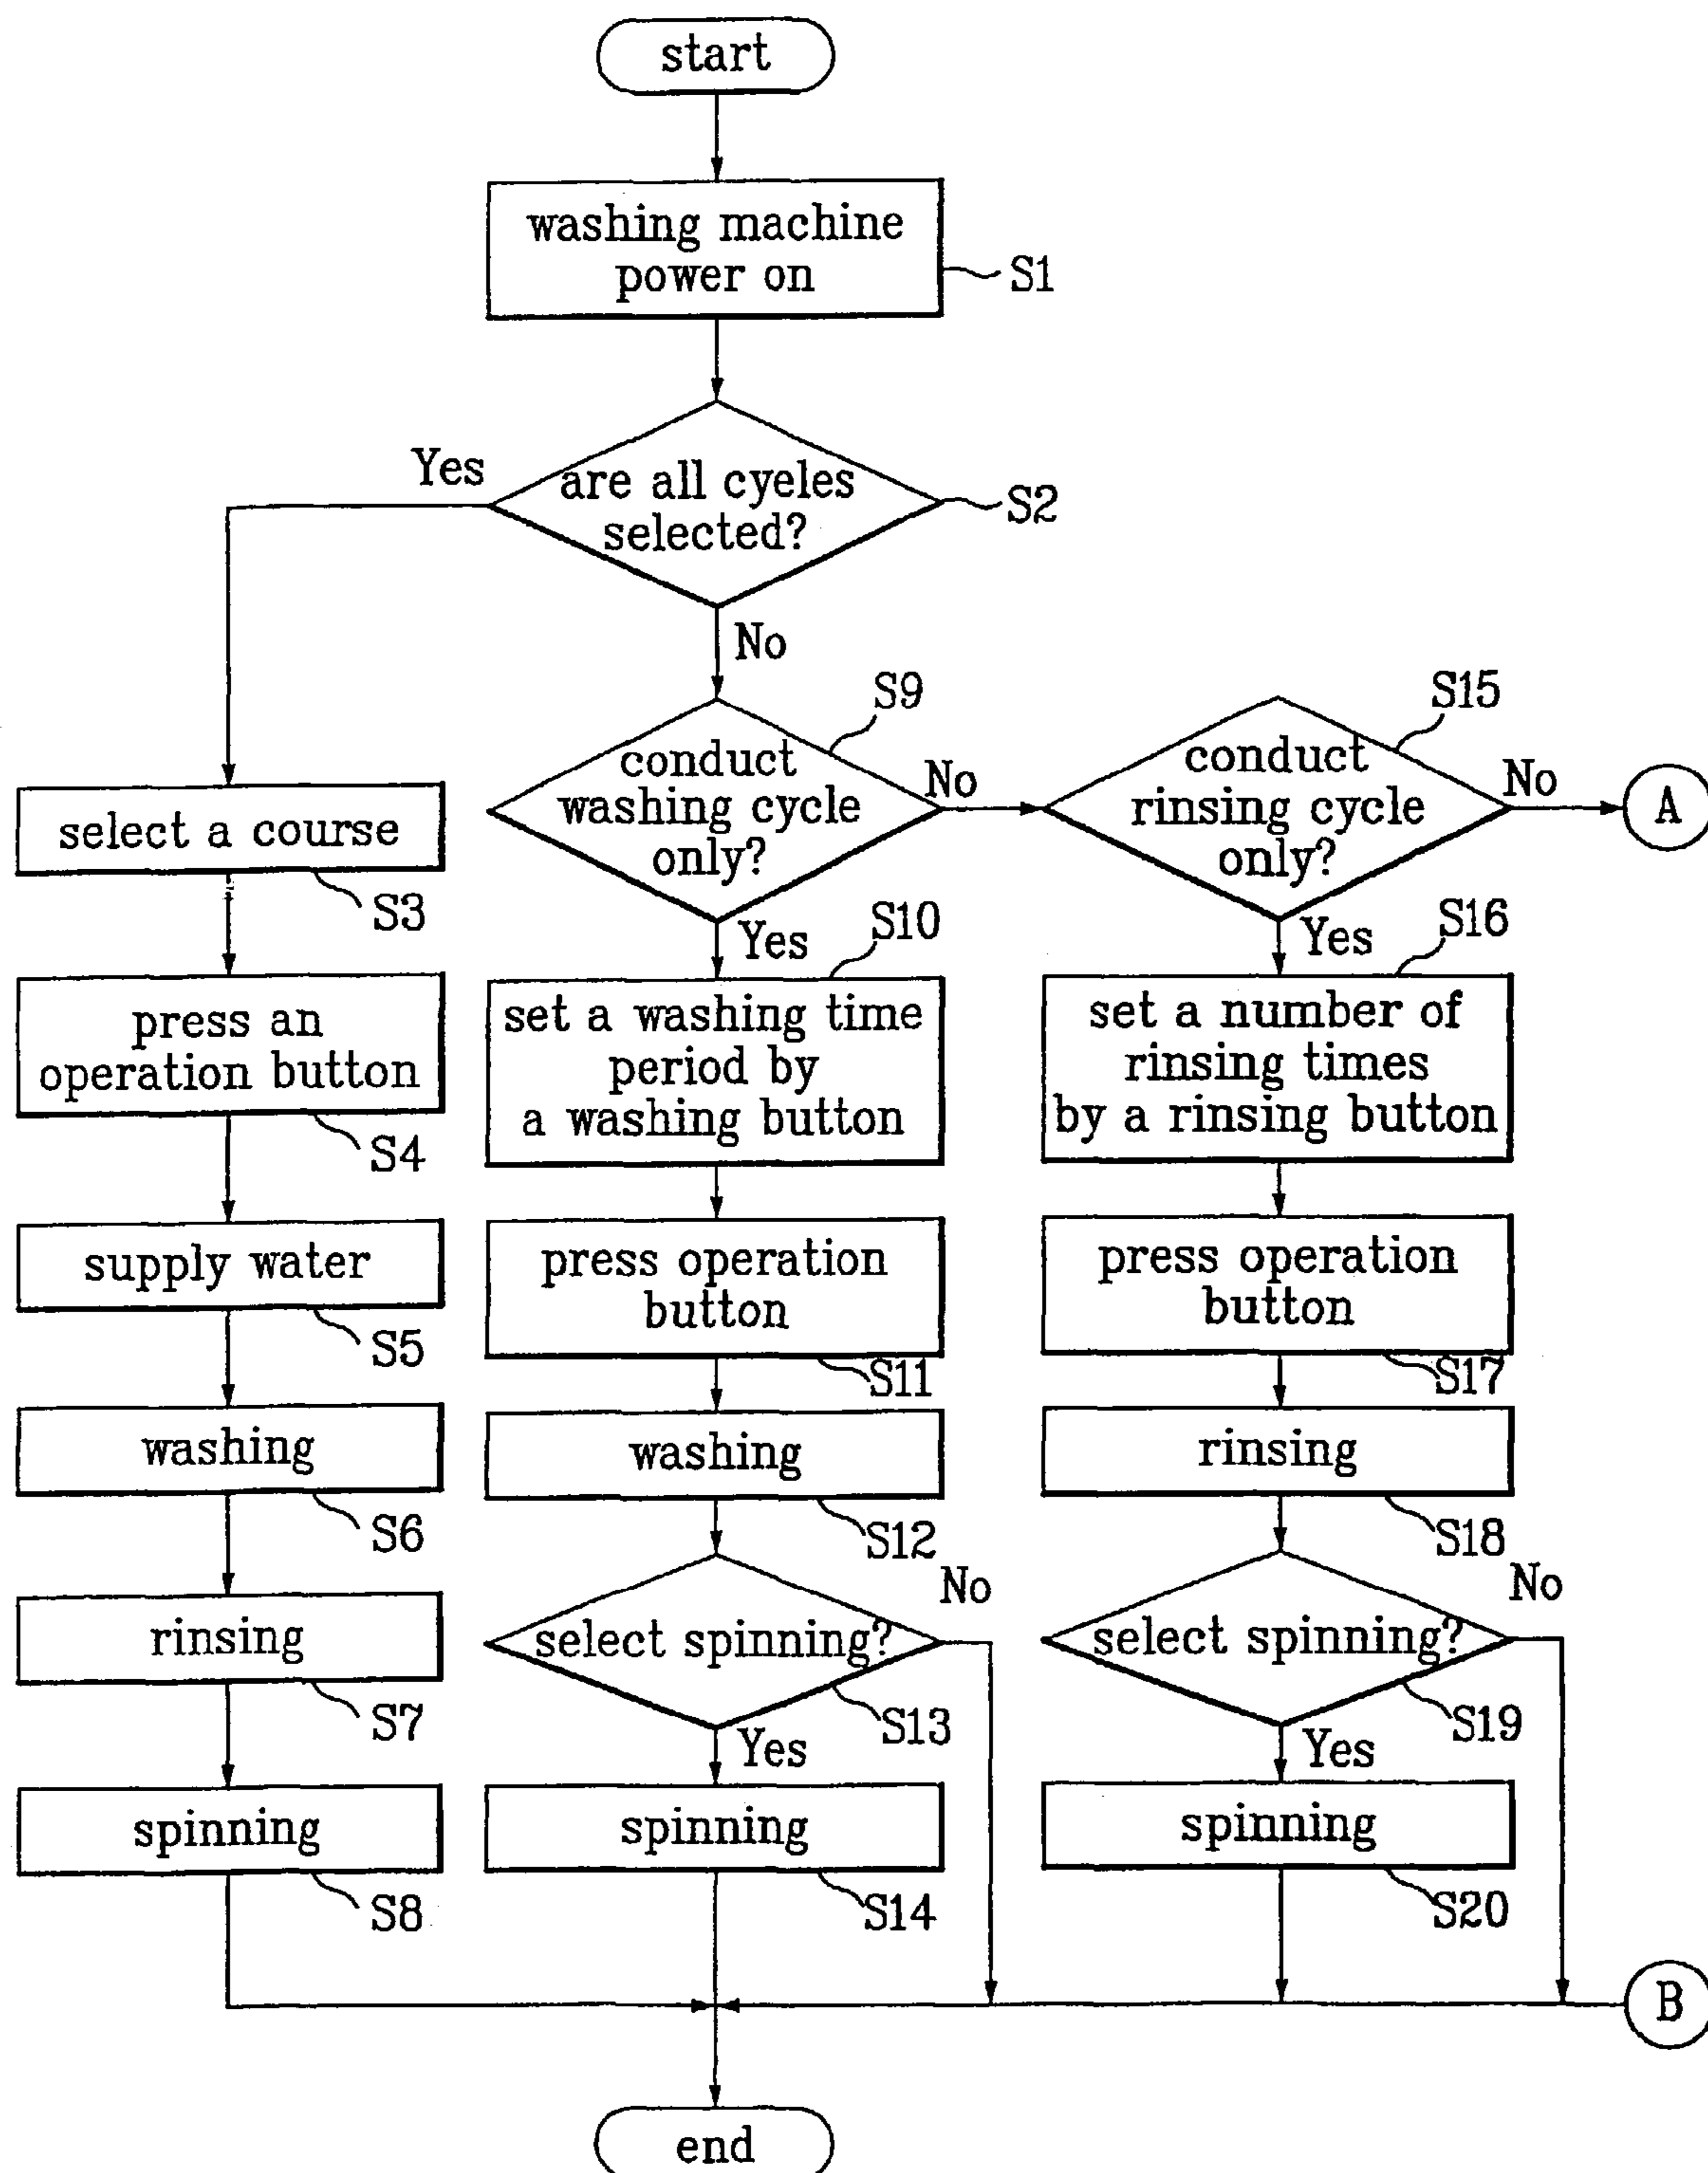 start
washing machine
power on
S1
Yes
are all cyeles
selected?
S2
No
S9
S15
conduct
washing cycle
only?
No
conduct
rinsing cycle
only?
No
A
select a course
S3
Yes
S10
Yes
S16
press an
operation button
S4
set a washing time
period by
a washing button
set a number of
rinsing times
by a rinsing button
supply water
S5
press operation
button
S11
press operation
button
S17
washing
S6
washing
S12
rinsing
S18
rinsing
S7
select spinning?
No
S13
Yes
select spinning?
No
S19
Yes
spinning
S8
spinning
S14
spinning
S20
B
end